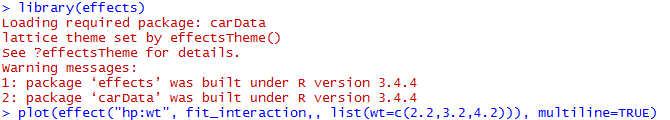 > library(effects)
Loading required package: carData
lattice theme set by effectsTheme()
See ?effectsTheme for details.
Warning messages:
1: package ‘effects’ was built under R version 3.4.4
2: package ‘carData’ was built under R version 3.4.4
> plot(effect("hp:wt", fit_interaction,, list(wt=c(2.2,3.2,4.2))), multiline=TRUE)